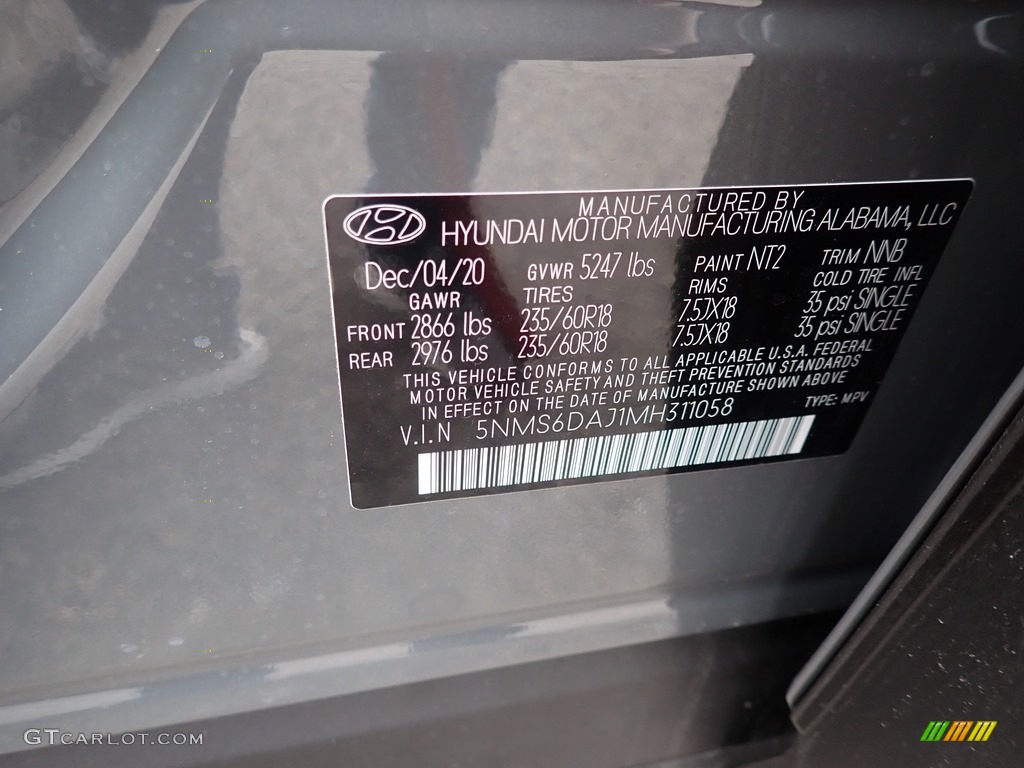 MANUFACTURED BY
HYUNDAI MOTOR MANUFACTURING ALABAMA, LLC
Dec/04/20 GVWR 5247 lbs PAINT NT2 TRIM NNB
GAWR TIRES RIMS COLD TIRE INFL
FRONT 2866 lbs 235/60R18 7.5JX18 35 psi SINGLE
REAR 2976 lbs 235/60R18 7.5JX18 35 psi SINGLE
THIS VEHICLE CONFORMS TO ALL APPLICABLE U.S.A. FEDERAL
MOTOR VEHICLE SAFETY AND THEFT PREVENTION STANDARDS
IN EFFECT ON THE DATE OF MANUFACTURE SHOWN ABOVE
V.I.N 5NMS6DAJ1MH311058 TYPE: MPV
GTCARLOT.COM